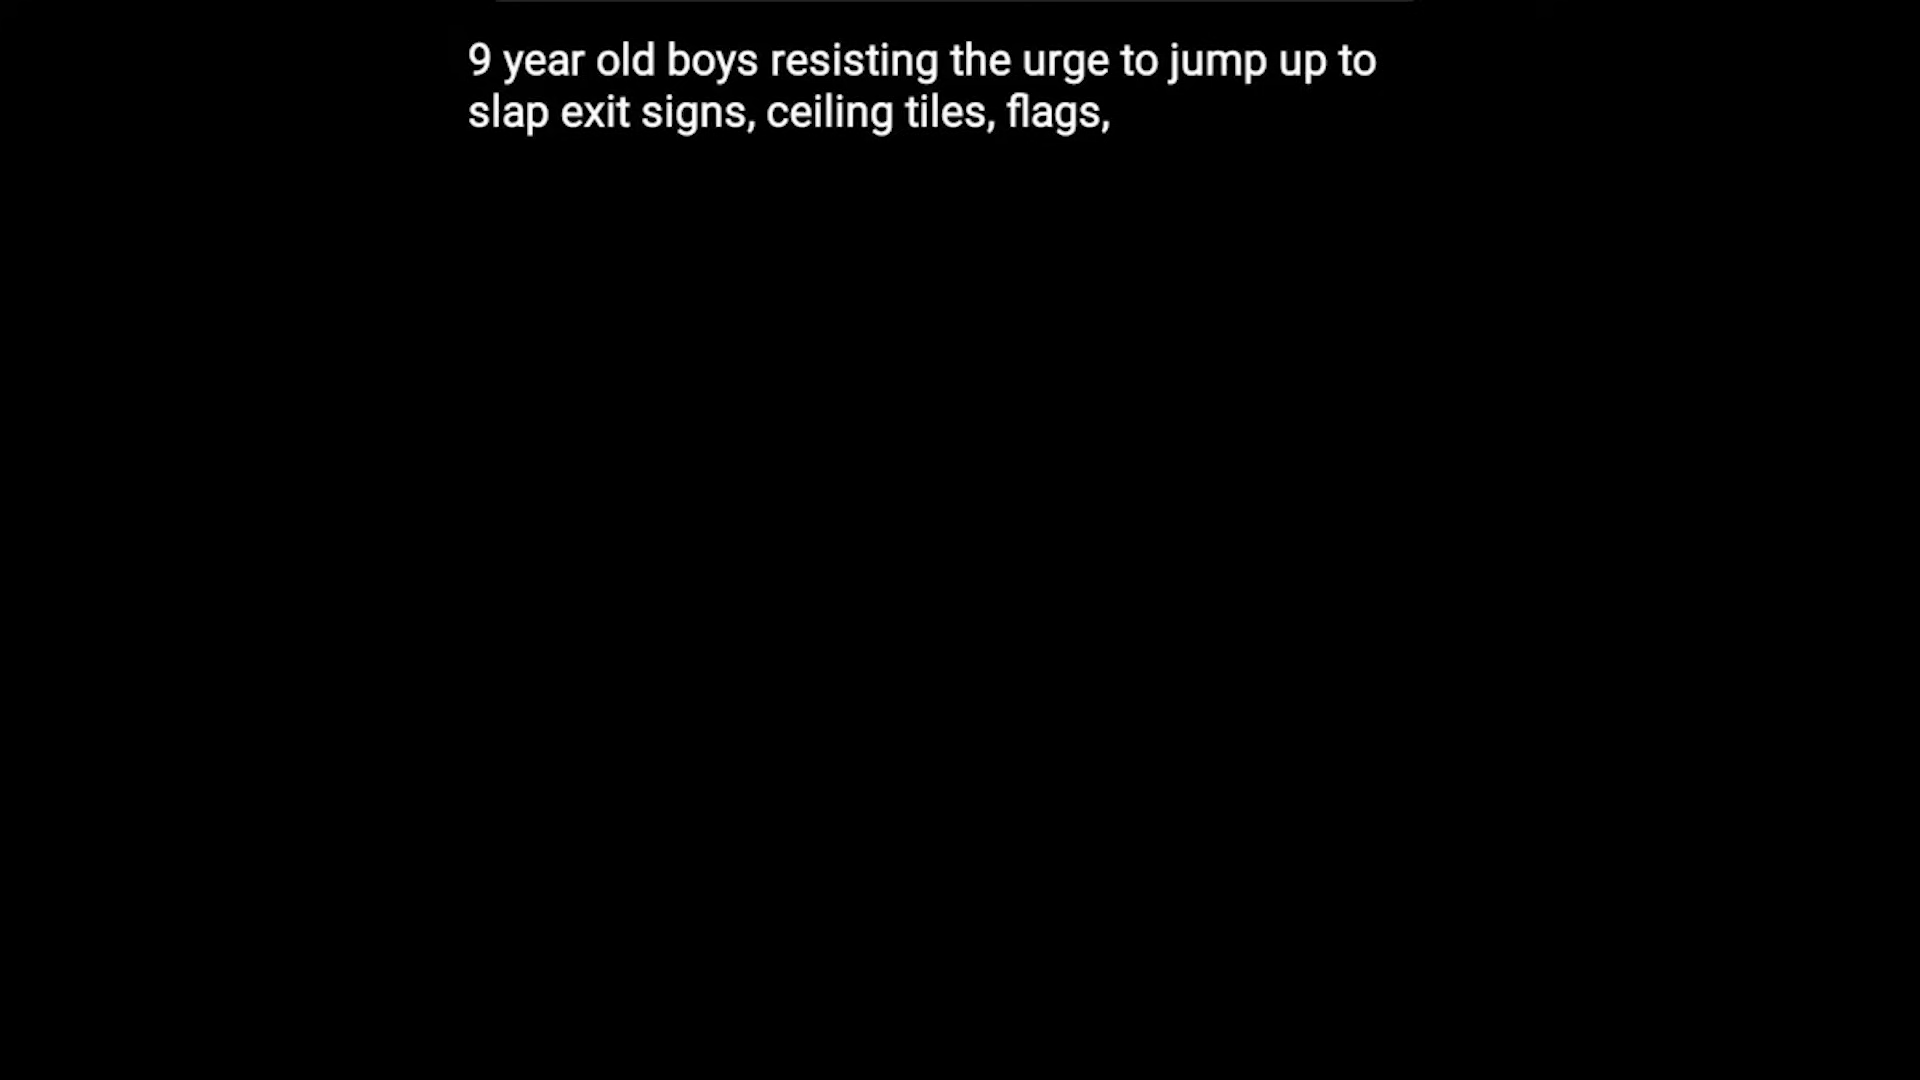 9 year old boys resisting the urge to jump up to
slap exit signs, ceiling tiles, flags,